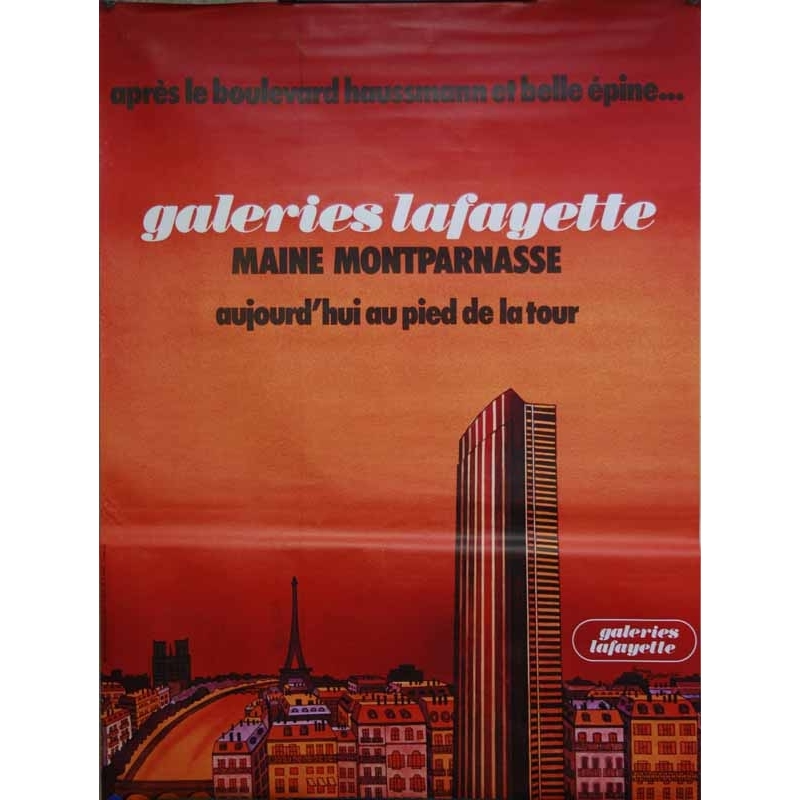 après le boulevard haussmann et belle épine...
galeries lafayette
MAINE MONTPARNASSE
aujourd'hui au pied de la tour
galeries
lafayette